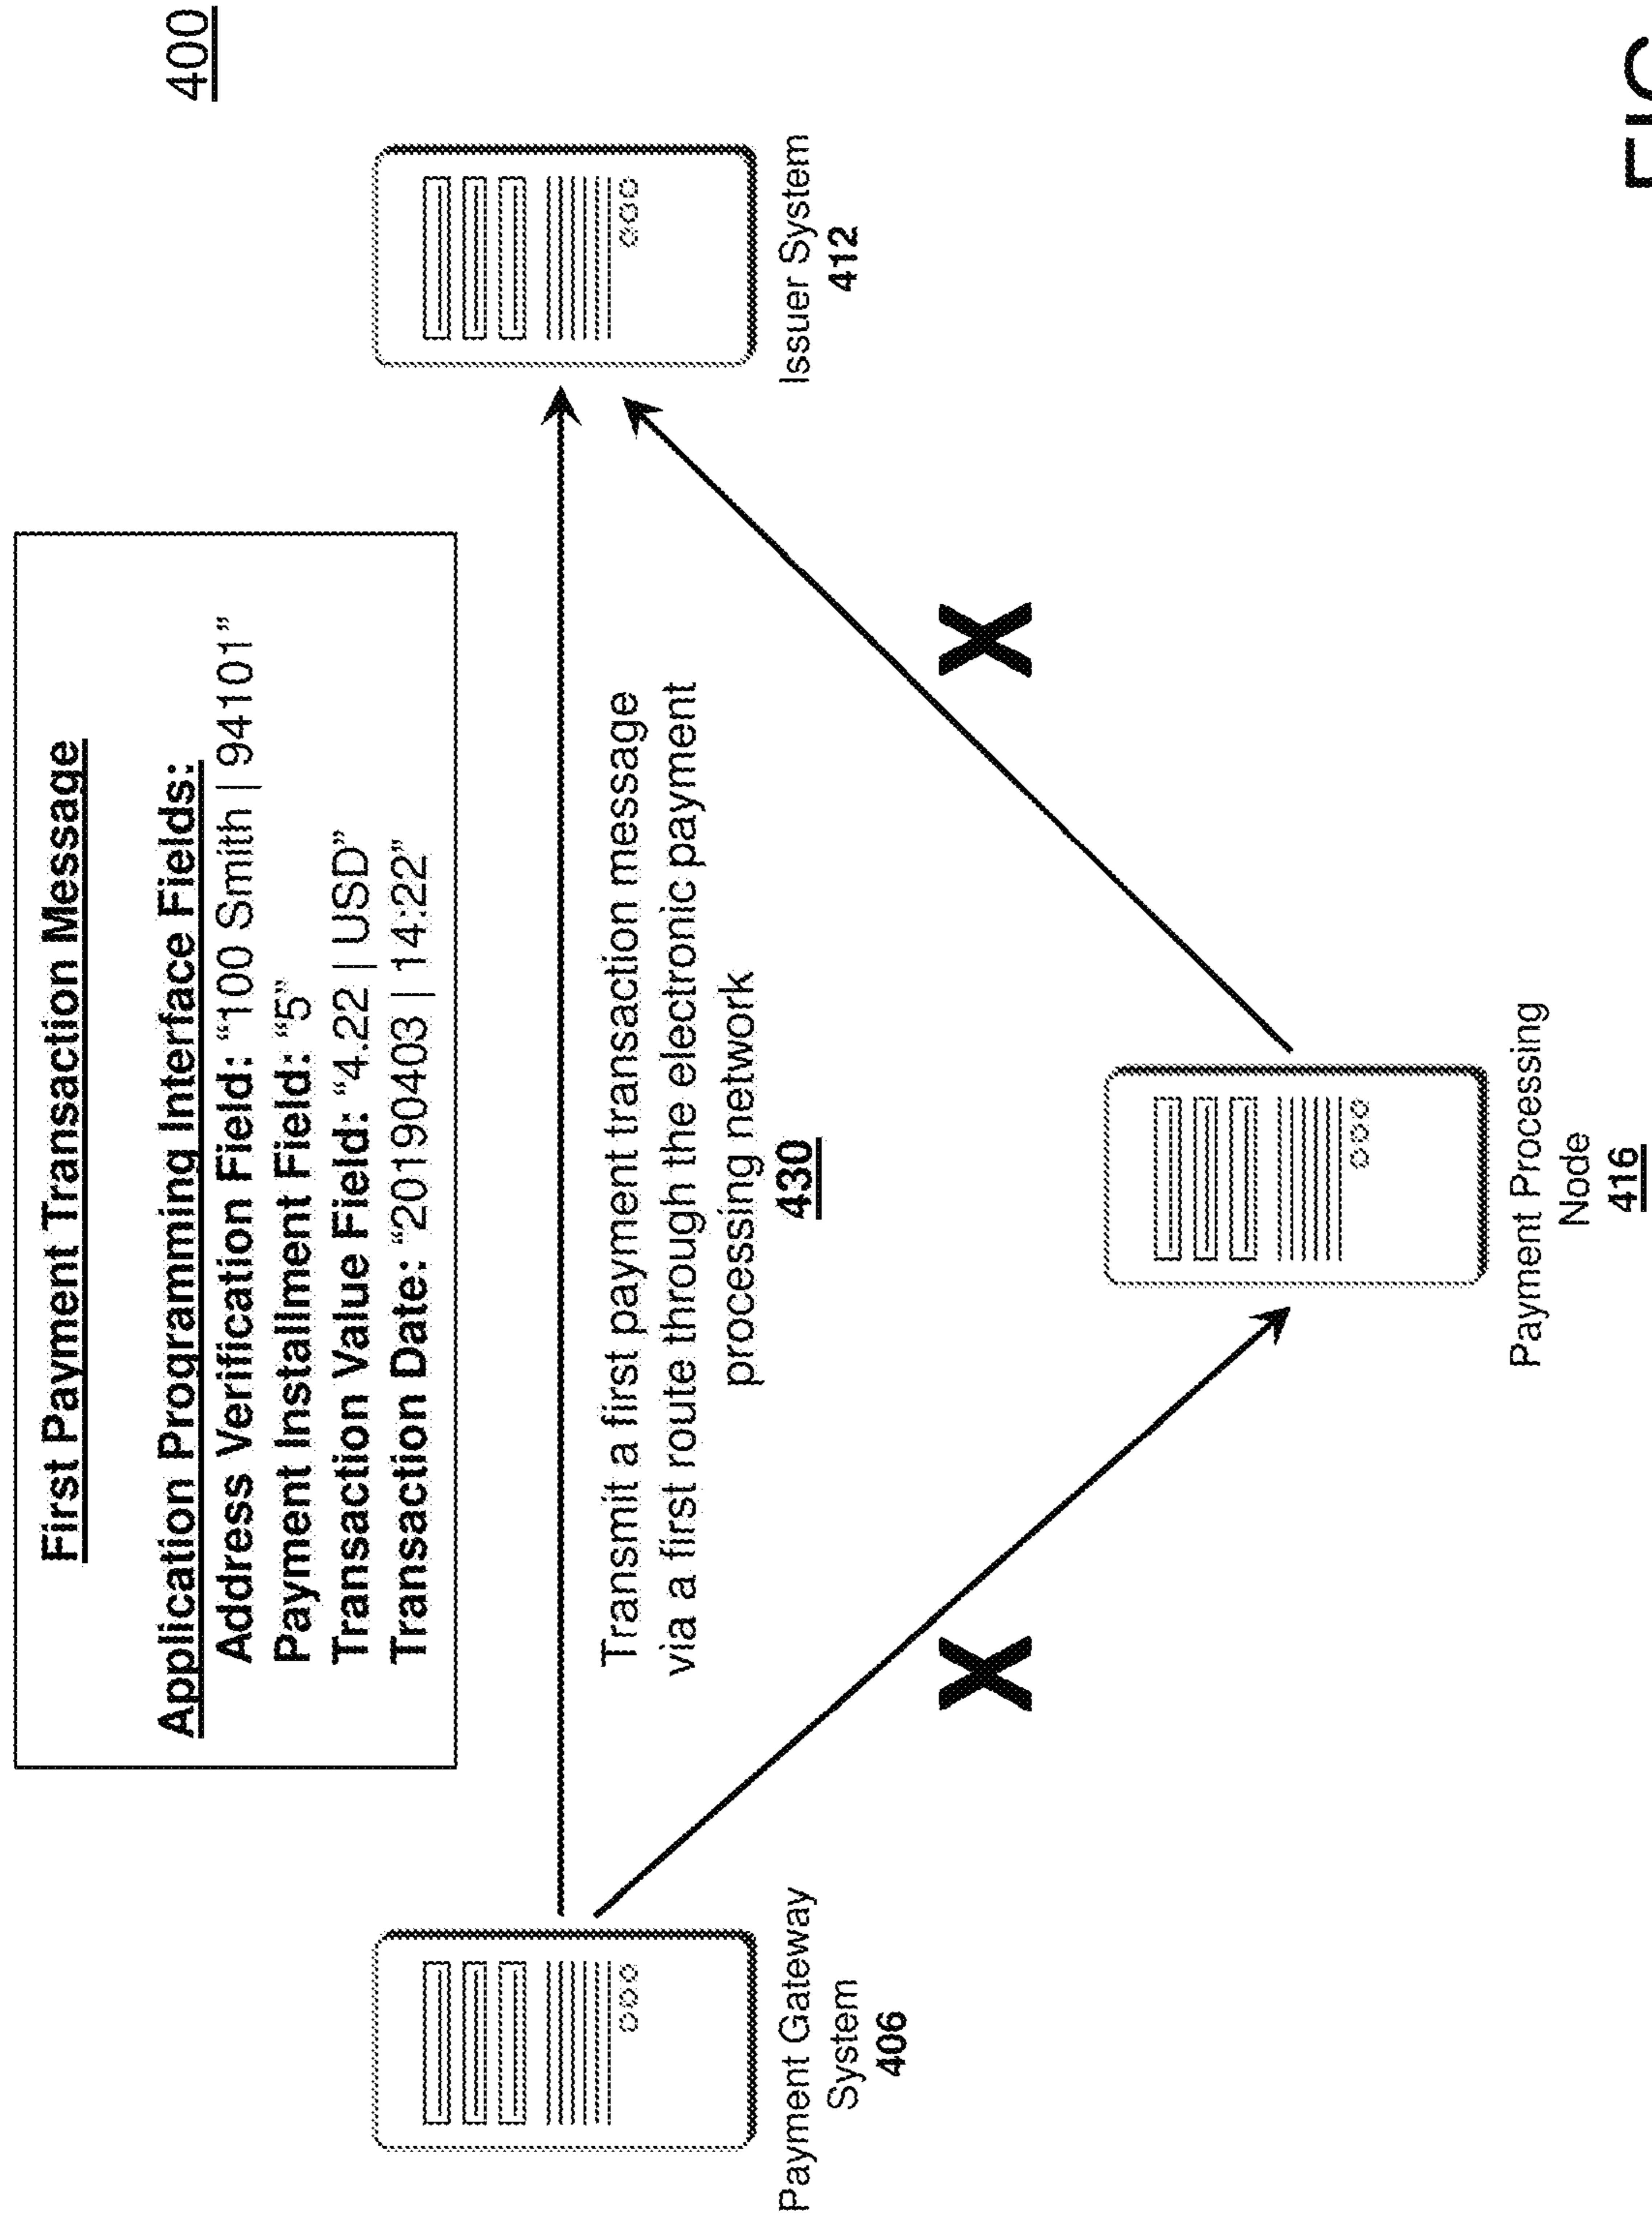 400
First Payment Transaction Message
Application Programming Interface Fields:
Address Verification Field: “100 Smith | 94101”
Payment Installment Field: “5”
Transaction Value Field: “4.22 | USD”
Transaction Date: “20190403 | 14:22”
Transmit a first payment transaction message
via a first route through the electronic payment
processing network
430
Payment Gateway
System
406
Issuer System
412
X
X
Payment Processing
Node
416